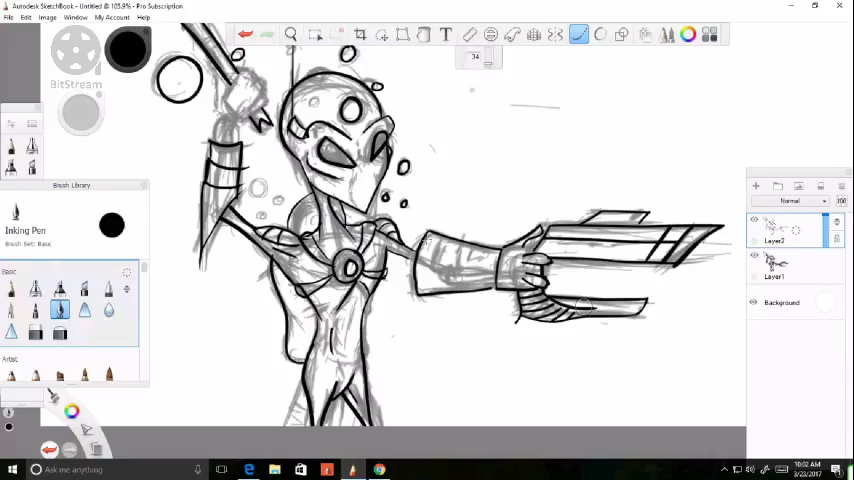 Autodesk SketchBook - Untitled @ 105.9% - Pro Subscription
File Edit Image Window My Account Help
34
BitStream
Brush Library
Inking Pen
Brush Set: Basic
Basic
Artist
Normal
100
Layer2
Layer1
Background
Ask me anything
10:02 AM
3/23/2017